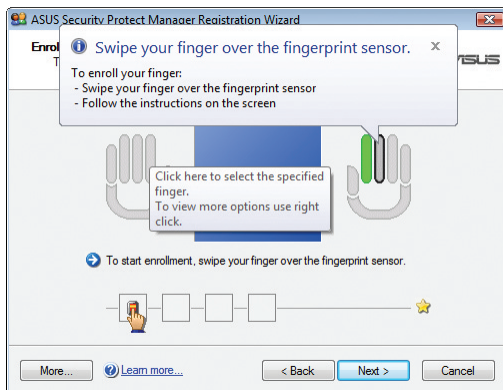 ASUS Security Protect Manager Registration Wizard
Swipe your finger over the fingerprint sensor.
To enroll your finger:
- Swipe your finger over the fingerprint sensor
- Follow the instructions on the screen
Click here to select the specified
finger.
To view more options use right
click.
To start enrollment, swipe your finger over the fingerprint sensor.
More...
Learn more...
< Back
Next >
Cancel